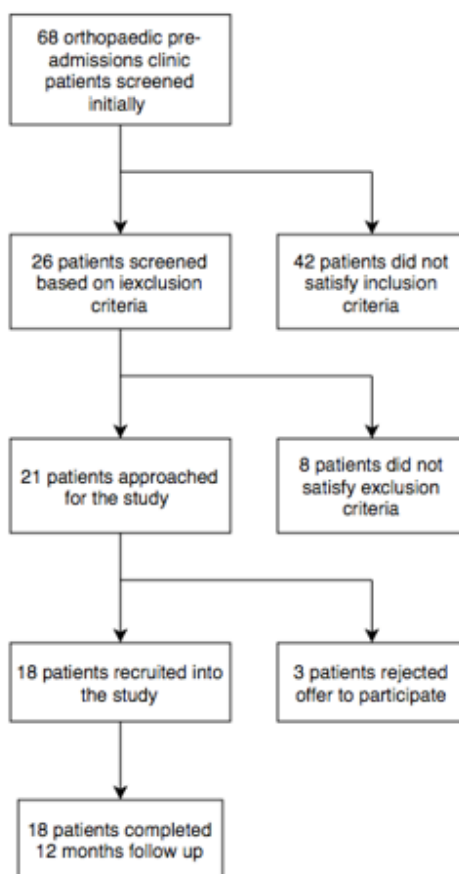 68 orthopaedic pre-
admissions clinic
patients screened
initially
26 patients screened
based on iexclusion
criteria
42 patients did not
satisfy inclusion
criteria
21 patients approached
for the study
8 patients did not
satisfy exclusion
criteria
18 patients recruited into
the study
3 patients rejected
offer to participate
18 patients completed
12 months follow up